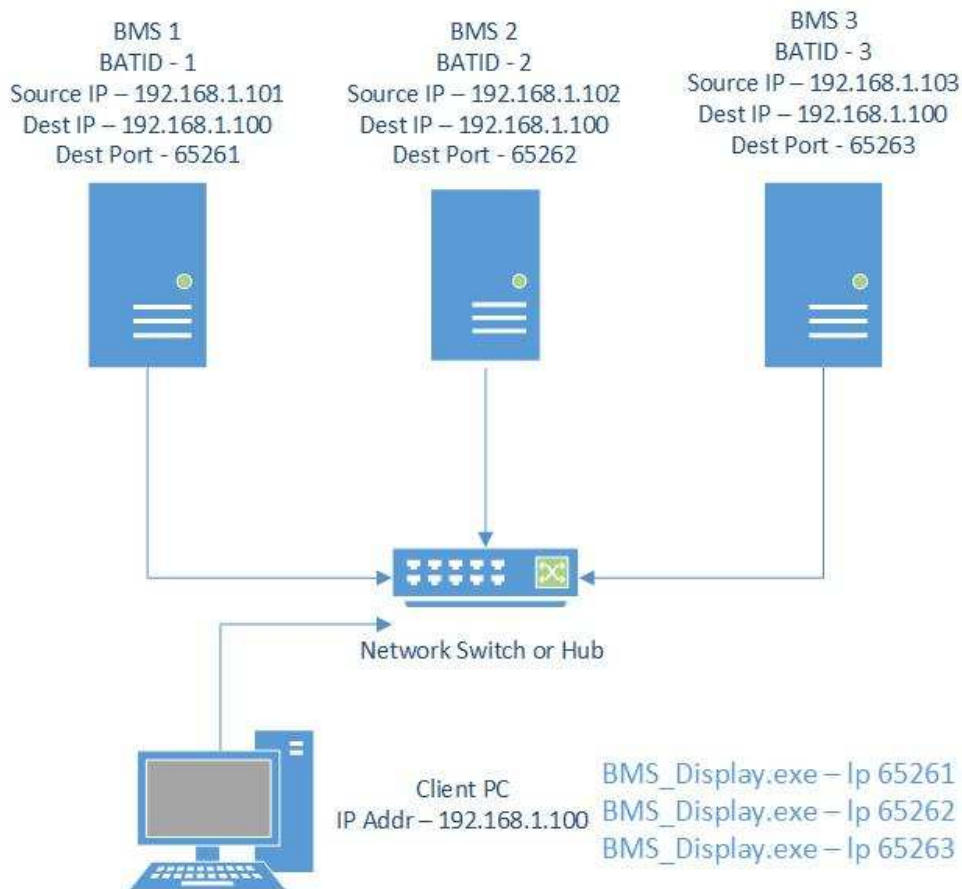 BMS 1
BATID - 1
Source IP – 192.168.1.101
Dest IP – 192.168.1.100
Dest Port - 65261
BMS 2
BATID - 2
Source IP – 192.168.1.102
Dest IP – 192.168.1.100
Dest Port - 65262
BMS 3
BATID - 3
Source IP – 192.168.1.103
Dest IP – 192.168.1.100
Dest Port - 65263
Network Switch or Hub
Client PC
IP Addr – 192.168.1.100
BMS_Display.exe – lp 65261
BMS_Display.exe – lp 65262
BMS_Display.exe – lp 65263